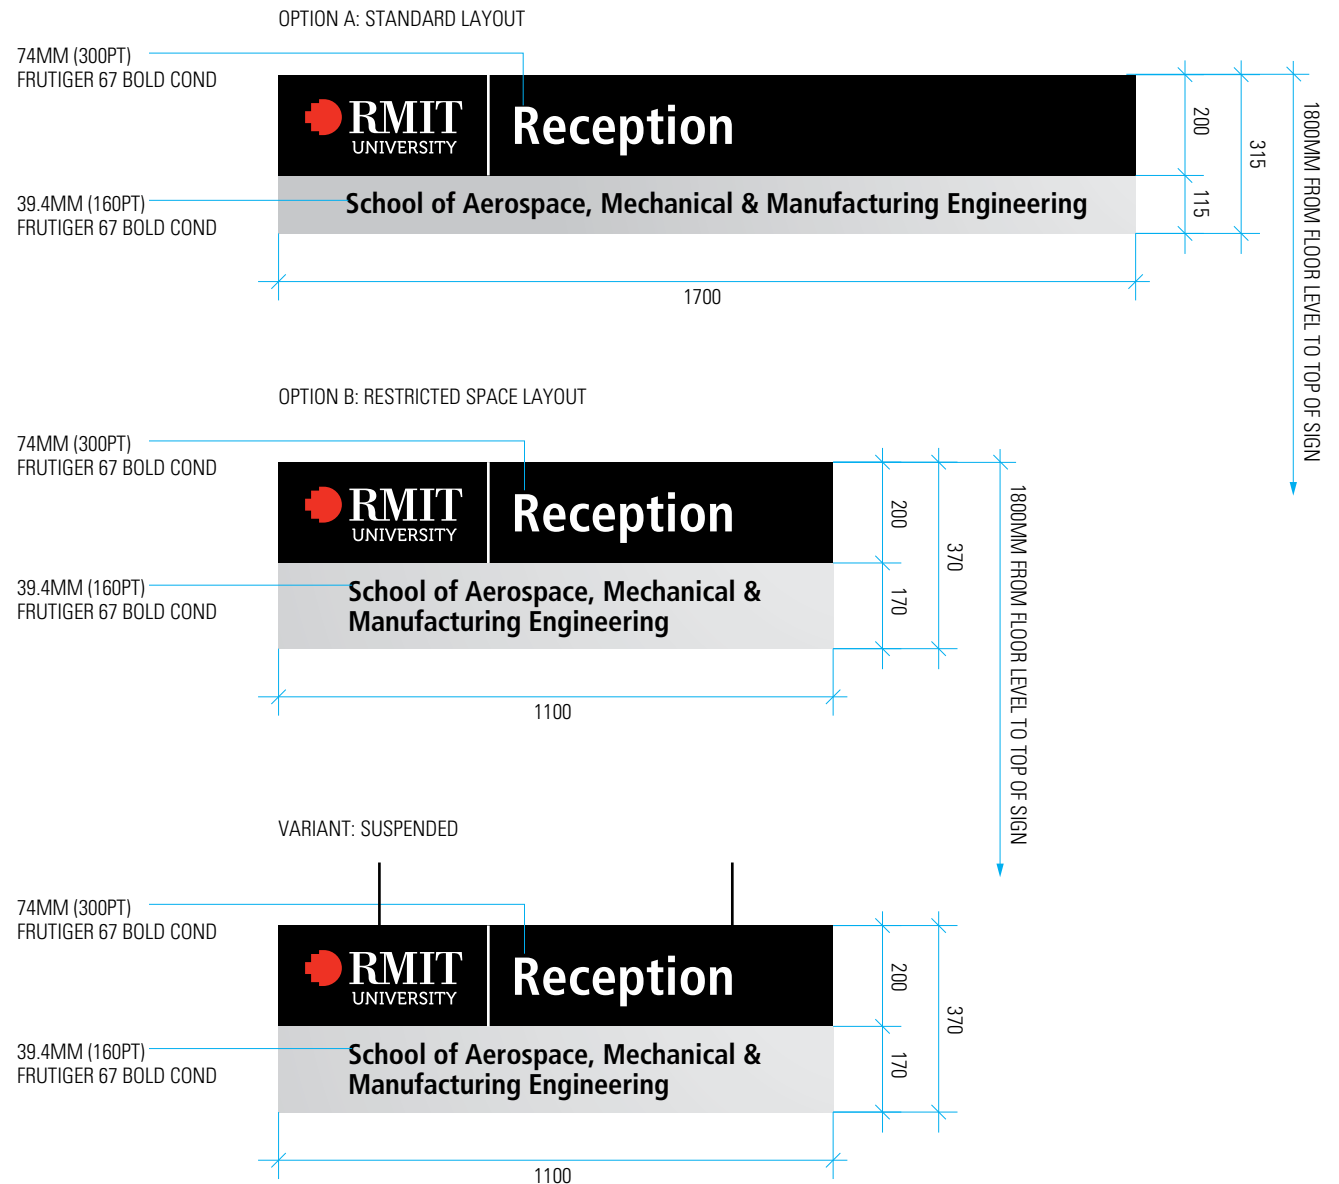 OPTION A: STANDARD LAYOUT
74MM (300PT)
FRUTIGER 67 BOLD COND
RMIT
UNIVERSITY
Reception
39.4MM (160PT)
FRUTIGER 67 BOLD COND
School of Aerospace, Mechanical & Manufacturing Engineering
200
115
315
1800MM FROM FLOOR LEVEL TO TOP OF SIGN
1700
OPTION B: RESTRICTED SPACE LAYOUT
74MM (300PT)
FRUTIGER 67 BOLD COND
RMIT
UNIVERSITY
Reception
39.4MM (160PT)
FRUTIGER 67 BOLD COND
School of Aerospace, Mechanical &
Manufacturing Engineering
200
170
370
1800MM FROM FLOOR LEVEL TO TOP OF SIGN
1100
VARIANT: SUSPENDED
74MM (300PT)
FRUTIGER 67 BOLD COND
RMIT
UNIVERSITY
Reception
39.4MM (160PT)
FRUTIGER 67 BOLD COND
School of Aerospace, Mechanical &
Manufacturing Engineering
200
170
370
1100